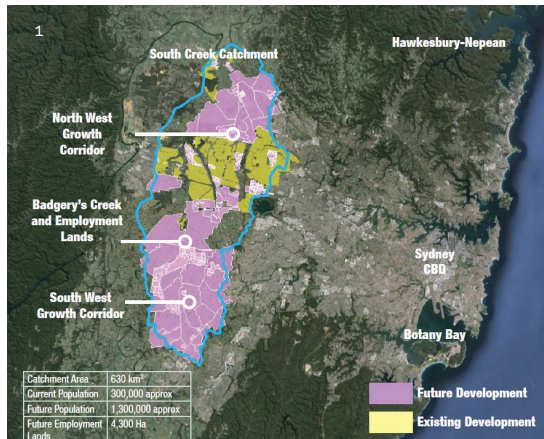 1
South Creek Catchment
Hawkesbury-Nepean
North West
Growth
Corridor
Badgery's Creek
and Employment
Lands
Sydney
CBD
South West
Growth Corridor
Botany Bay
Catchment Area 630 km²
Current Population 300,000 approx
Future Population 1,300,000 approx
Future Employment 4,300 Ha
Lands
Future Development
Existing Development